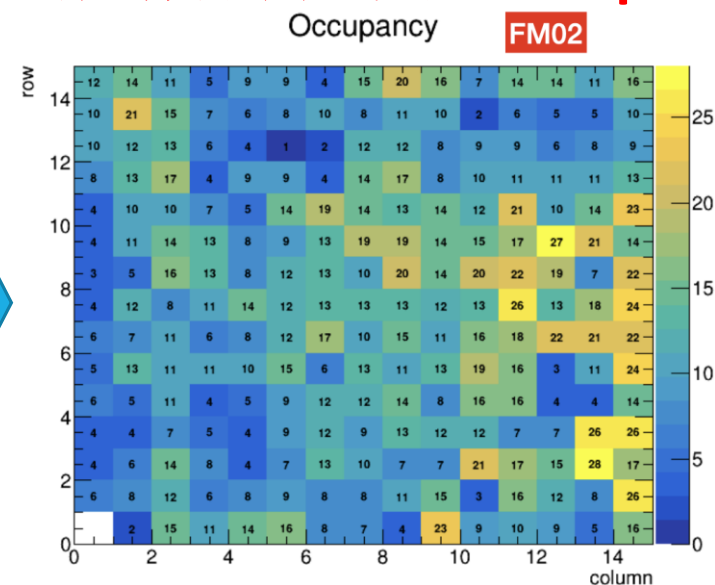 Occupancy FM02
row
12 14 11 5 9 9 4 15 20 16 7 14 14 11 16
14
10 21 15 7 6 8 10 8 11 10 2 6 5 5 10
25
10 12 13 6 4 1 2 12 12 8 9 9 6 8 9
12
8 13 17 4 9 9 4 14 17 8 10 11 11 11 13
4 10 10 7 5 14 19 14 13 14 12 21 10 14 23
20
10
4 11 14 13 8 9 13 19 19 14 15 17 27 21 14
3 5 16 13 8 12 13 10 20 14 20 22 19 7 22
8
15
4 12 8 11 14 12 13 13 13 12 13 26 13 18 24
6 7 11 6 8 12 17 10 15 11 16 18 22 21 22
6
5 13 11 11 10 15 6 13 11 13 19 16 3 11 24
10
6 5 11 4 5 9 12 12 14 8 16 16 4 4 14
4
4 4 7 5 4 9 12 9 13 12 12 7 7 26 26
4 6 14 8 4 7 13 10 7 7 21 17 15 28 17
5
2
6 8 12 6 8 9 8 8 11 15 3 16 12 8 26
2 15 11 14 16 8 7 4 23 9 10 9 5 16
0 0
0 2 4 6 8 10 12 14
column